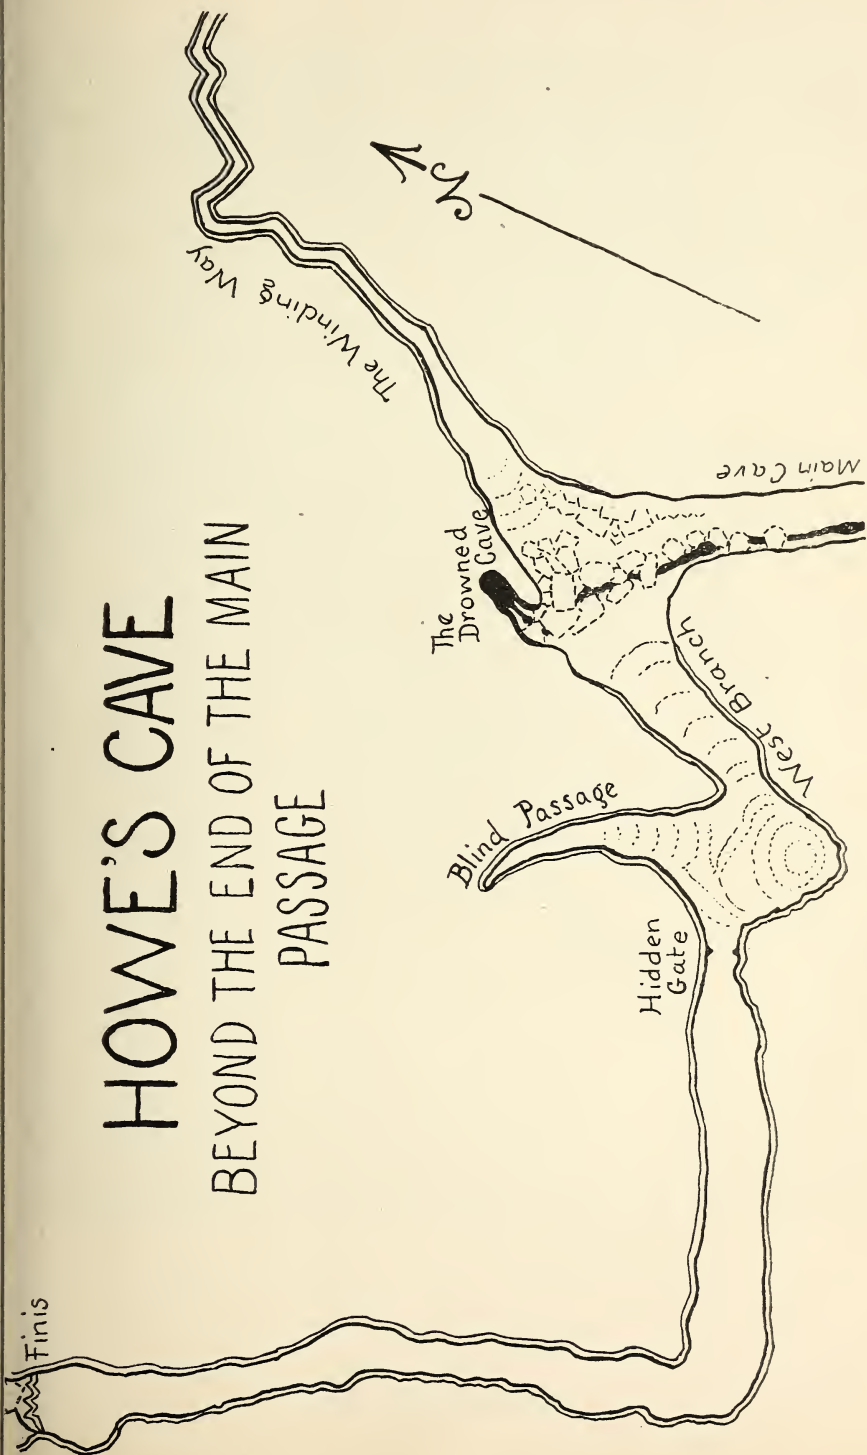 HOWE'S CAVE
BEYOND THE END OF THE MAIN
PASSAGE
Finis
Hidden
Gate
Blind Passage
West Branch
The
Drowned
Cave
Main Cave
The Winding Way
N